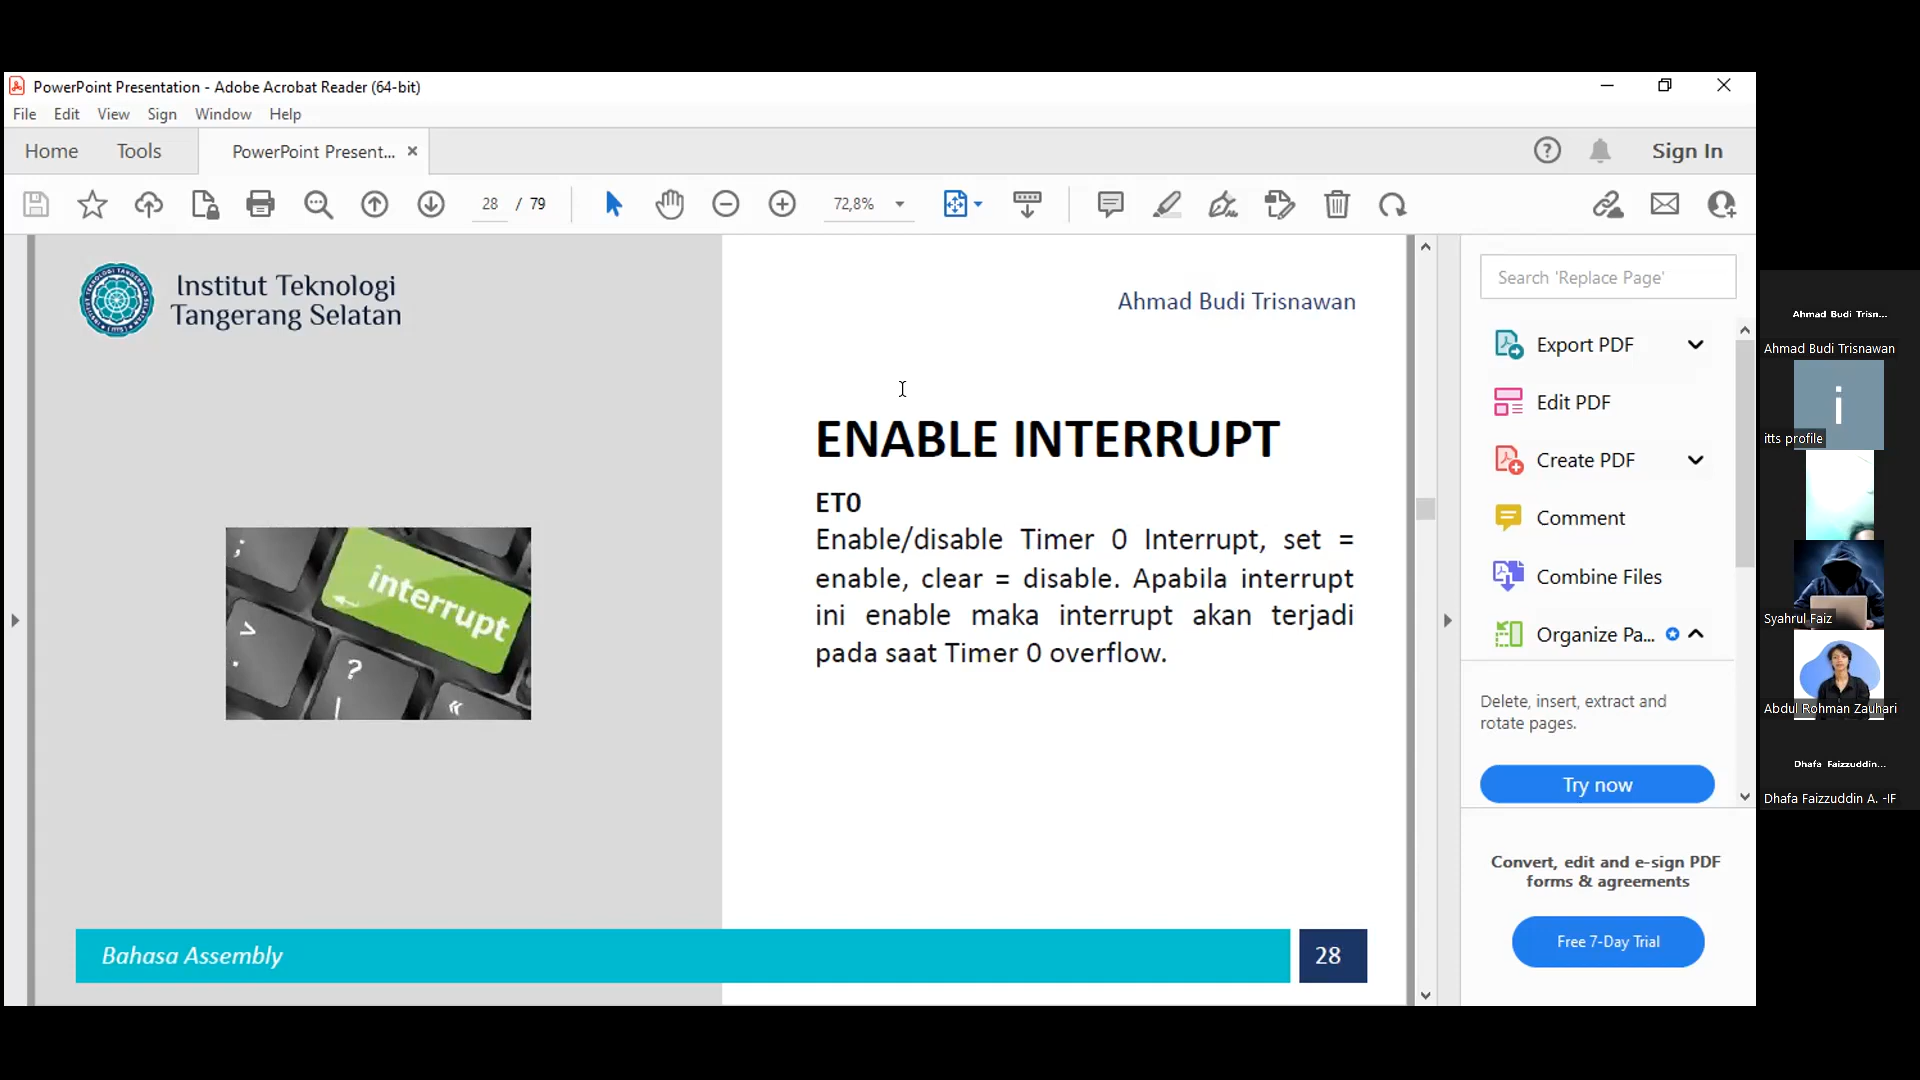 PowerPoint Presentation - Adobe Acrobat Reader (64-bit)
File Edit View Sign Window Help
Home Tools PowerPoint Present... Sign In
28 / 79 72,8%
Institut Teknologi
Tangerang Selatan
Ahmad Budi Trisnawan
ENABLE INTERRUPT
ET0
Enable/disable Timer 0 Interrupt, set =
enable, clear = disable. Apabila interrupt
ini enable maka interrupt akan terjadi
pada saat Timer 0 overflow.
;
interrupt
>
.
?
|
«
Bahasa Assembly
28
Search 'Replace Page'
Export PDF
Edit PDF
Create PDF
Comment
Combine Files
Organize Pa...
Delete, insert, extract and
rotate pages.
Try now
Convert, edit and e-sign PDF
forms & agreements
Free 7-Day Trial
Ahmad Budi Trisn...
Ahmad Budi Trisnawan
i
itts profile
Syahrul Faiz
Abdul Rohman Zauhari
Dhafa Faizzuddin...
Dhafa Faizzuddin A. -IF